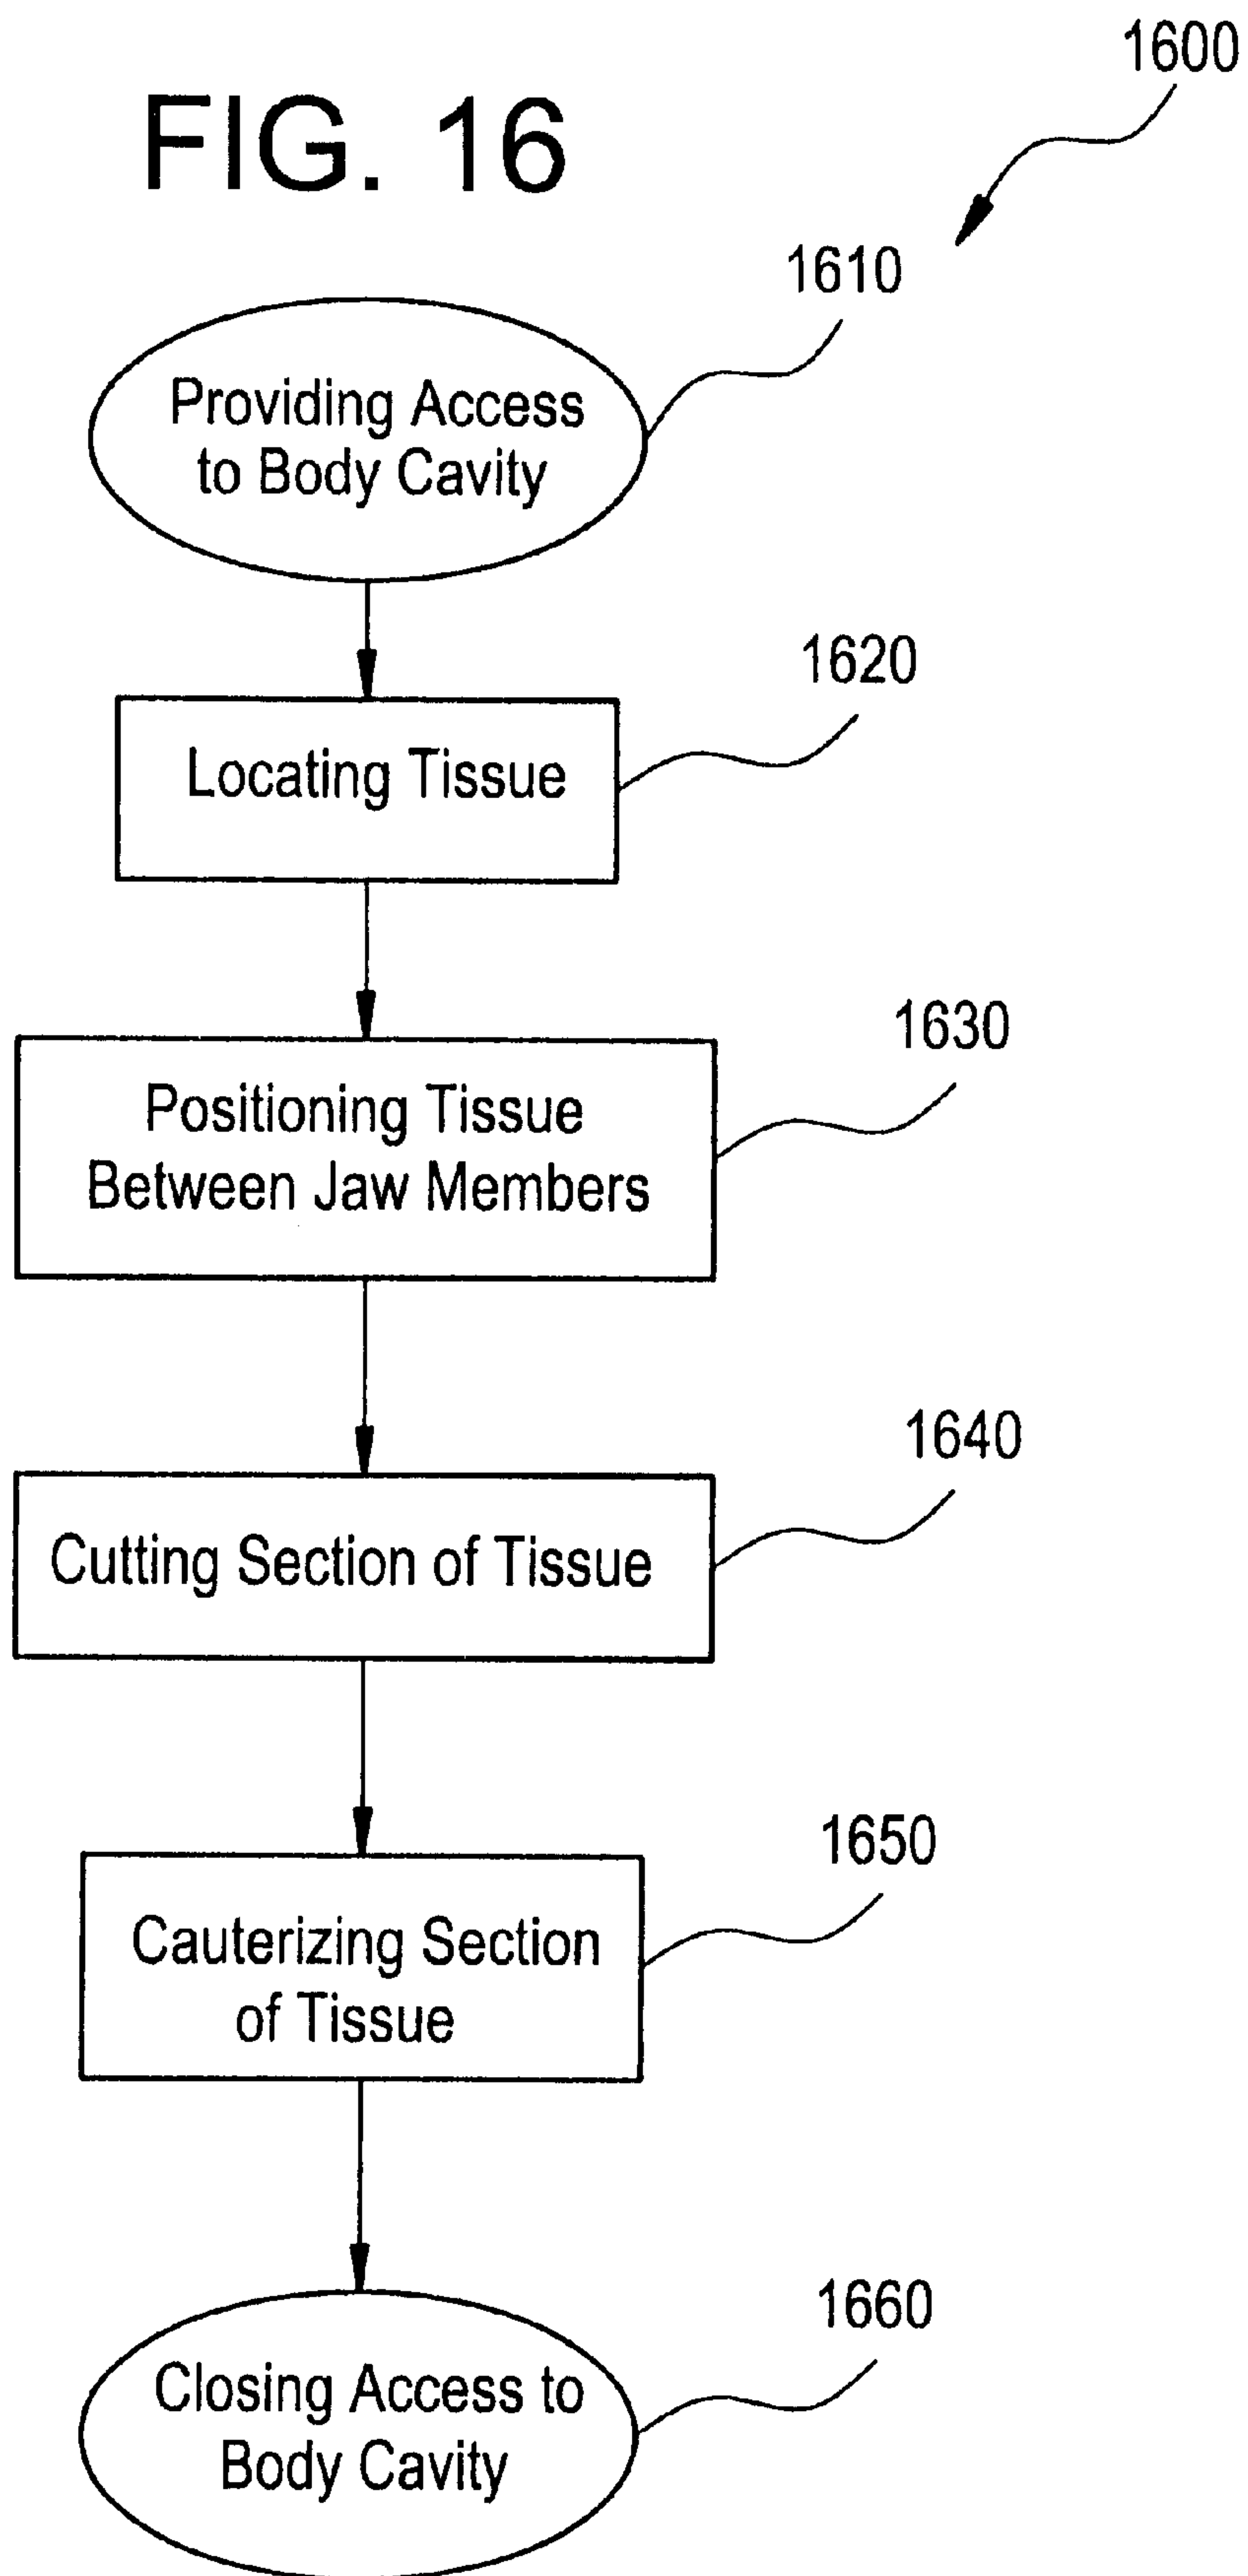 1600
FIG. 16
1610
Providing Access
to Body Cavity
1620
Locating Tissue
1630
Positioning Tissue
Between Jaw Members
1640
Cutting Section of Tissue
1650
Cauterizing Section
of Tissue
1660
Closing Access to
Body Cavity